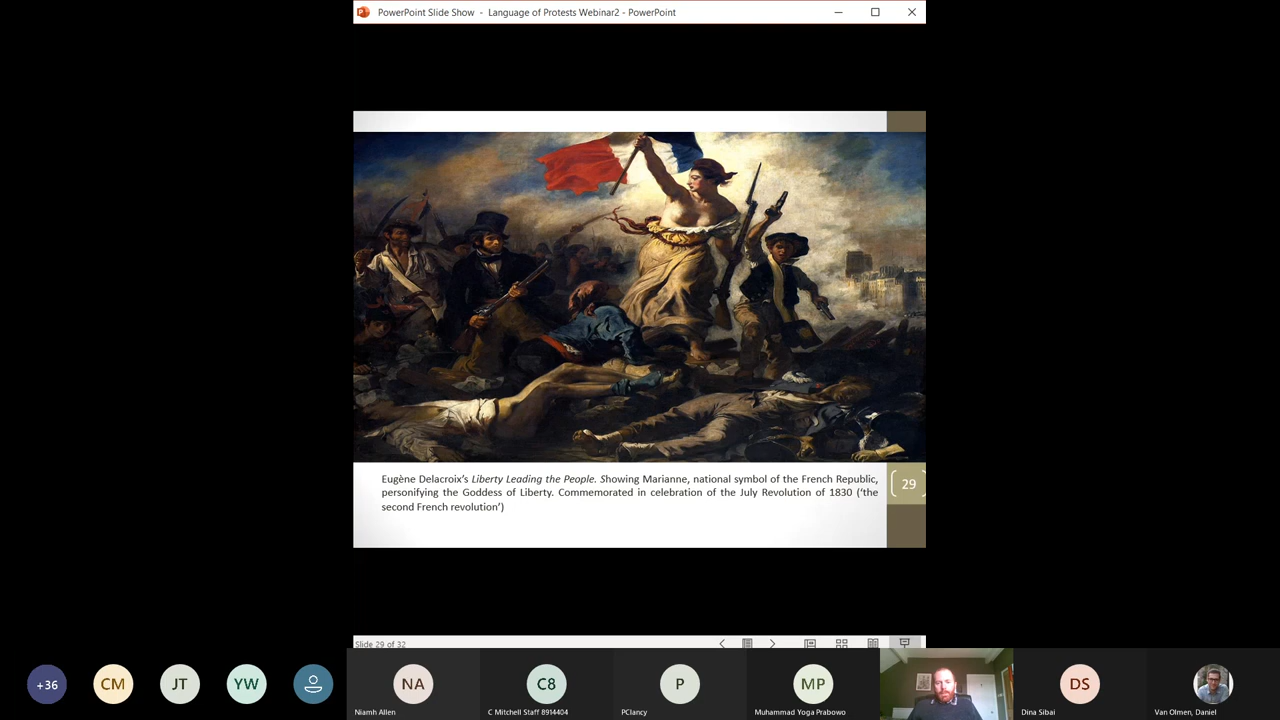 PowerPoint Slide Show - Language of Protests Webinar2 - PowerPoint
Eugène Delacroix's Liberty Leading the People. Showing Marianne, national symbol of the French Republic,
personifying the Goddess of Liberty. Commemorated in celebration of the July Revolution of 1830 ('the
second French revolution')
29
Slide 29 of 32
+36
CM
JT
YW
NA
C8
P
MP
DS
Niamh Allen
C Mitchell Staff 8914404
PClancy
Muhammad Yoga Prabowo
Dina Sibai
Van Olmen, Daniel